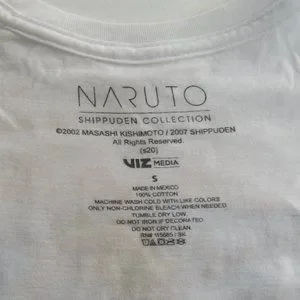 NARUTO
SHIPPUDEN COLLECTION
©2002 MASASHI KISHIMOTO / 2007 SHIPPUDEN
All Rights Reserved.
(s20)
VIZ MEDIA
S
MADE IN MEXICO
100% COTTON
MACHINE WASH COLD WITH LIKE COLORS
ONLY NON-CHLORINE BLEACH WHEN NEEDED
TUMBLE DRY LOW
DO NOT IRON IF DECORATED
DO NOT DRY CLEAN